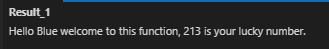 Result_1
Hello Blue welcome to this function, 213 is your lucky number.